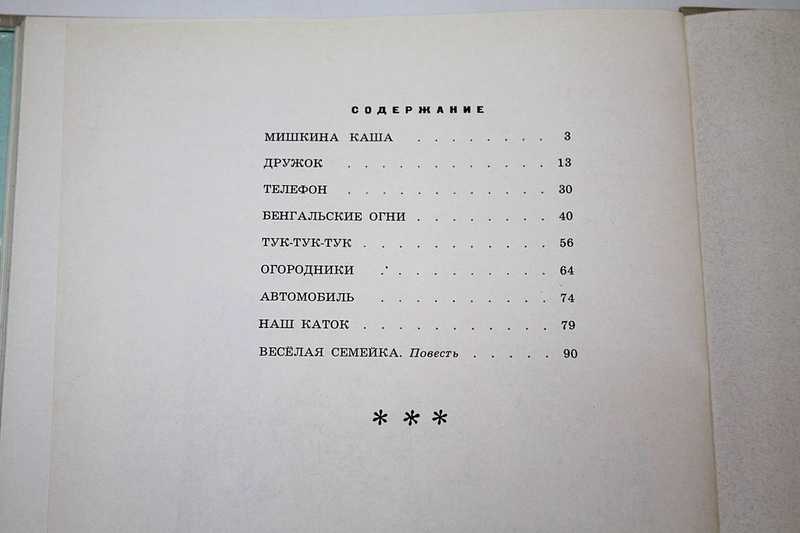 СОДЕРЖАНИЕ
МИШКИНА КАША . . . . . . . . 3
ДРУЖОК . . . . . . . . . . . . 13
ТЕЛЕФОН . . . . . . . . . . . . 30
БЕНГАЛЬСКИЕ ОГНИ . . . . . . . . 40
ТУК-ТУК-ТУК . . . . . . . . . . . 56
ОГОРОДНИКИ . . . . . . . . . . 64
АВТОМОБИЛЬ . . . . . . . . . . 74
НАШ КАТОК . . . . . . . . . . . 79
ВЕСЁЛАЯ СЕМЕЙКА. Повесть . . . . . 90
* * *